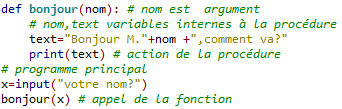 def bonjour(nom): # nom est  argument
    # nom,text variables internes à la procédure
    text="Bonjour M."+nom +",comment va?"
    print(text) # action de la procédure
# programme principal
x=input("votre nom?")
bonjour(x) # appel de la fonction